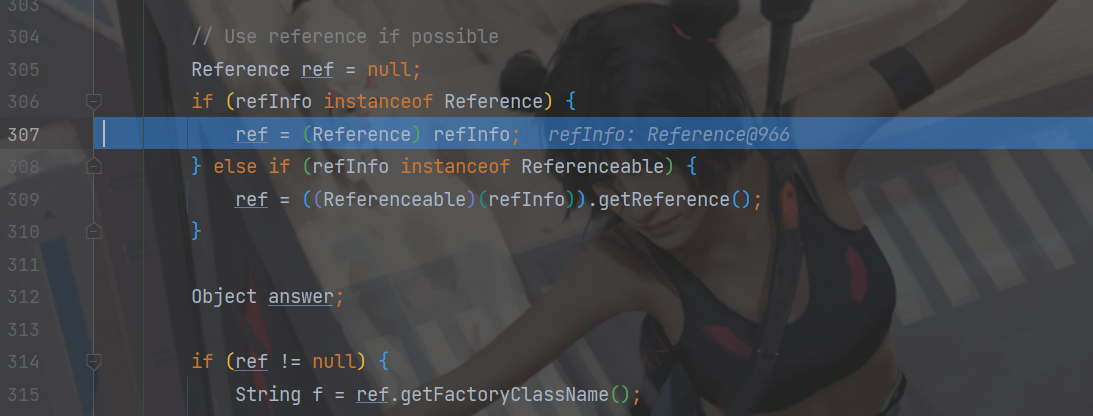 303
304 // Use reference if possible
305 Reference ref = null;
306 if (refInfo instanceof Reference) {
307 ref = (Reference) refInfo; refInfo: Reference@966
308 } else if (refInfo instanceof Referenceable) {
309 ref = ((Referenceable)(refInfo)).getReference();
310 }
311
312 Object answer;
313
314 if (ref != null) {
315 String f = ref.getFactoryClassName();